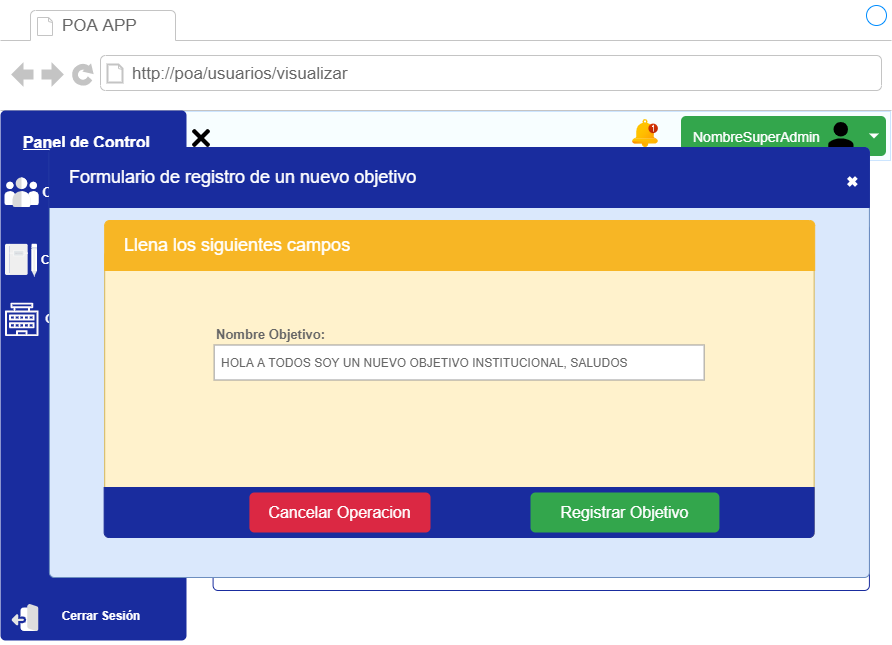 POA APP
http://poa/usuarios/visualizar
Panel de Control
1
NombreSuperAdmin
Formulario de registro de un nuevo objetivo
Llena los siguientes campos
Nombre Objetivo:
HOLA A TODOS SOY UN NUEVO OBJETIVO INSTITUCIONAL, SALUDOS
Cancelar Operacion
Registrar Objetivo
Cerrar Sesión